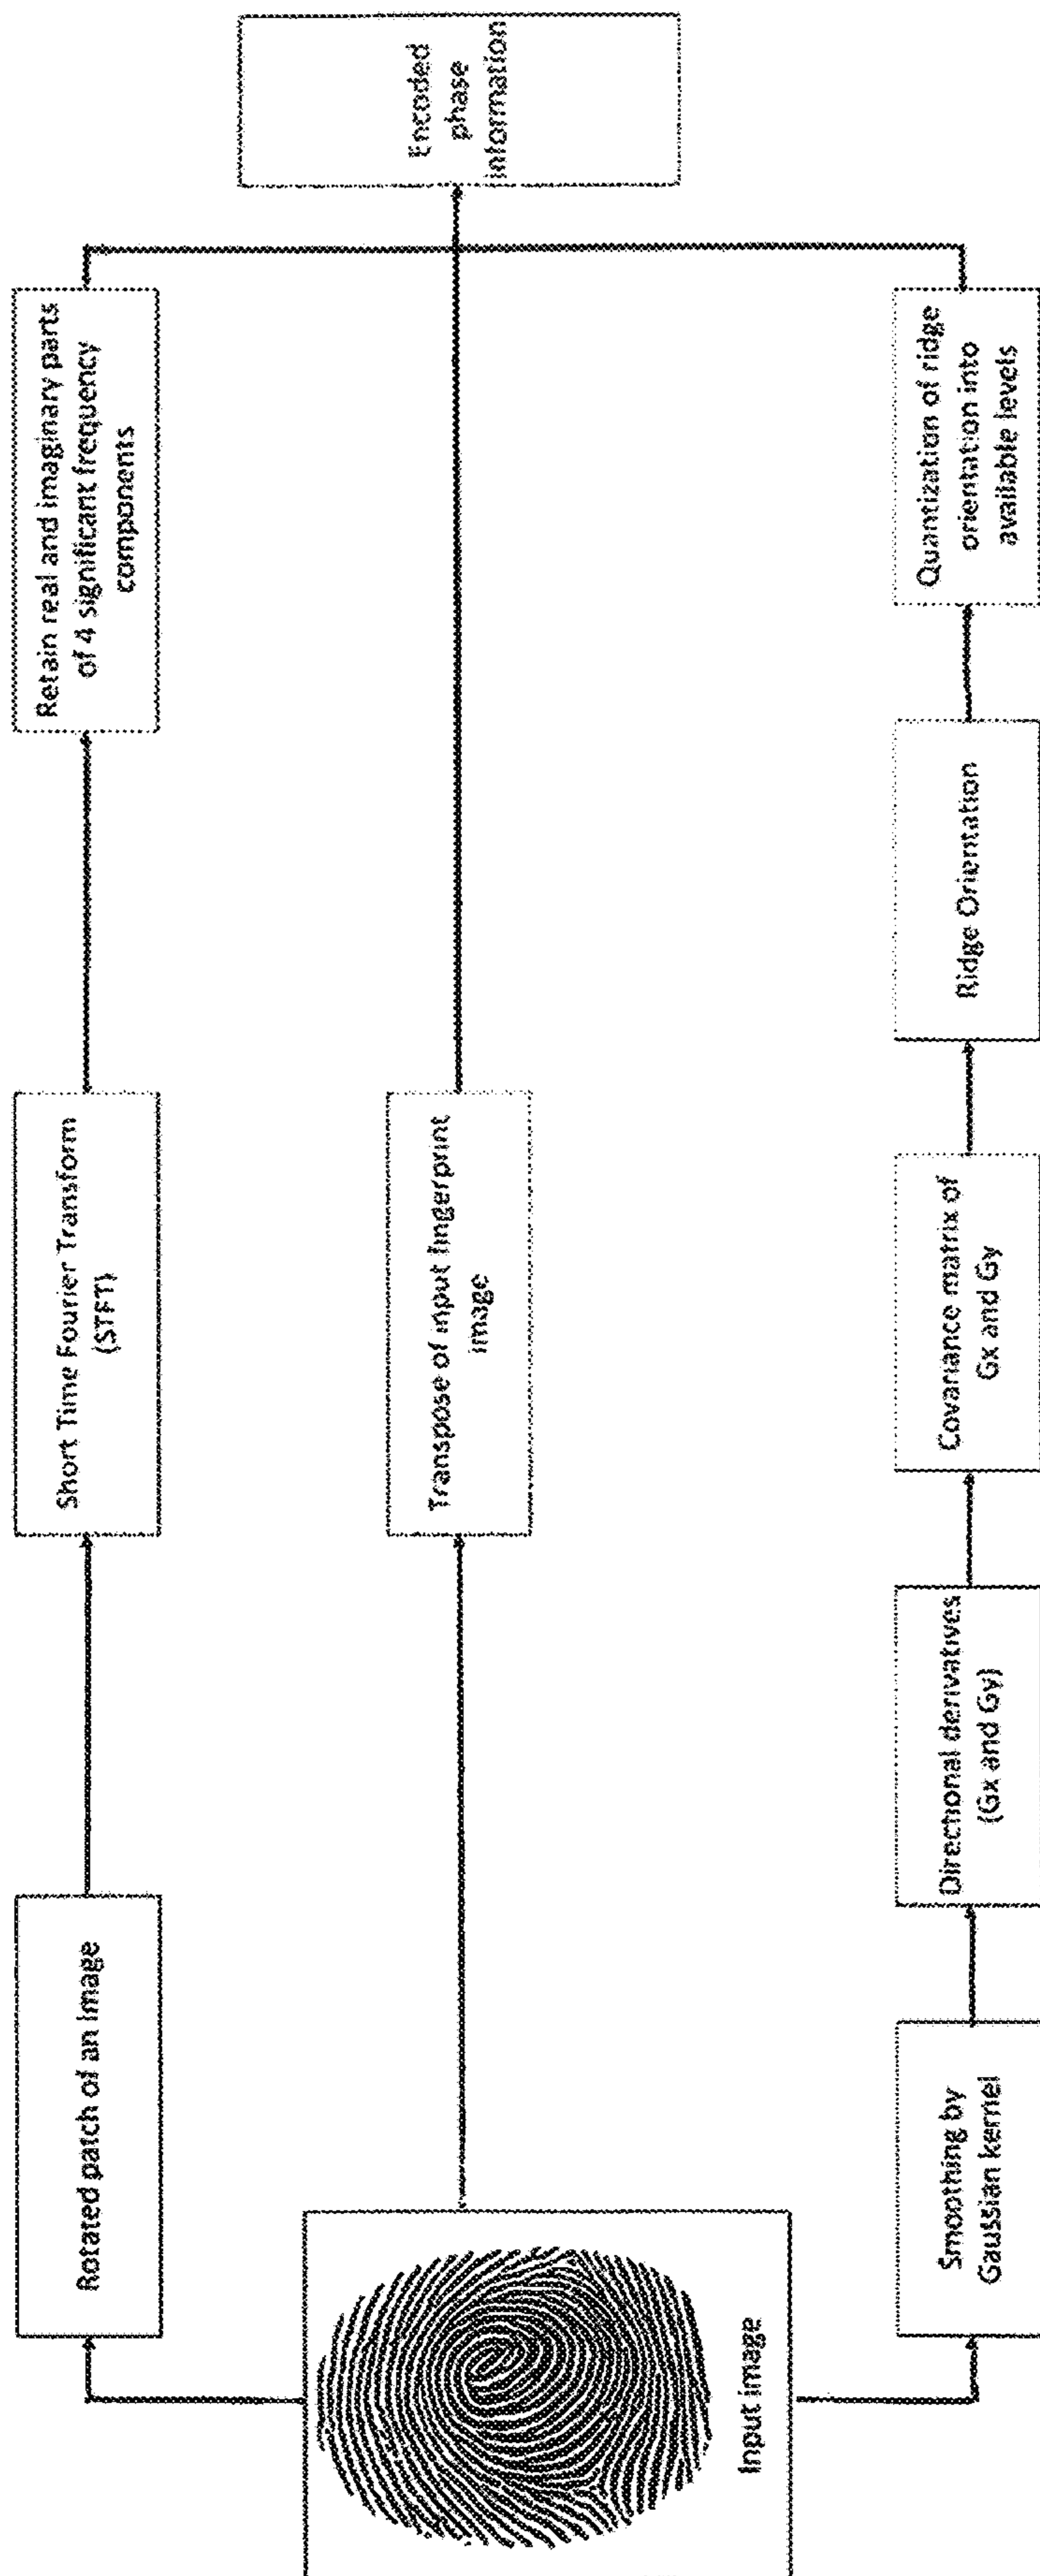 Rotated patch of an image
Short Time Fourier Transform
(STFT)
Retain real and imaginary parts
of 4 significant frequency
components
Input image
Transpose of input fingerprint
image
Encoded
phase
information
Smoothing by
Gaussian kernel
Directional derivatives
(Gx and Gy)
Covariance matrix of
Gx and Gy
Ridge Orientation
Quantization of ridge
orientation into
available levels